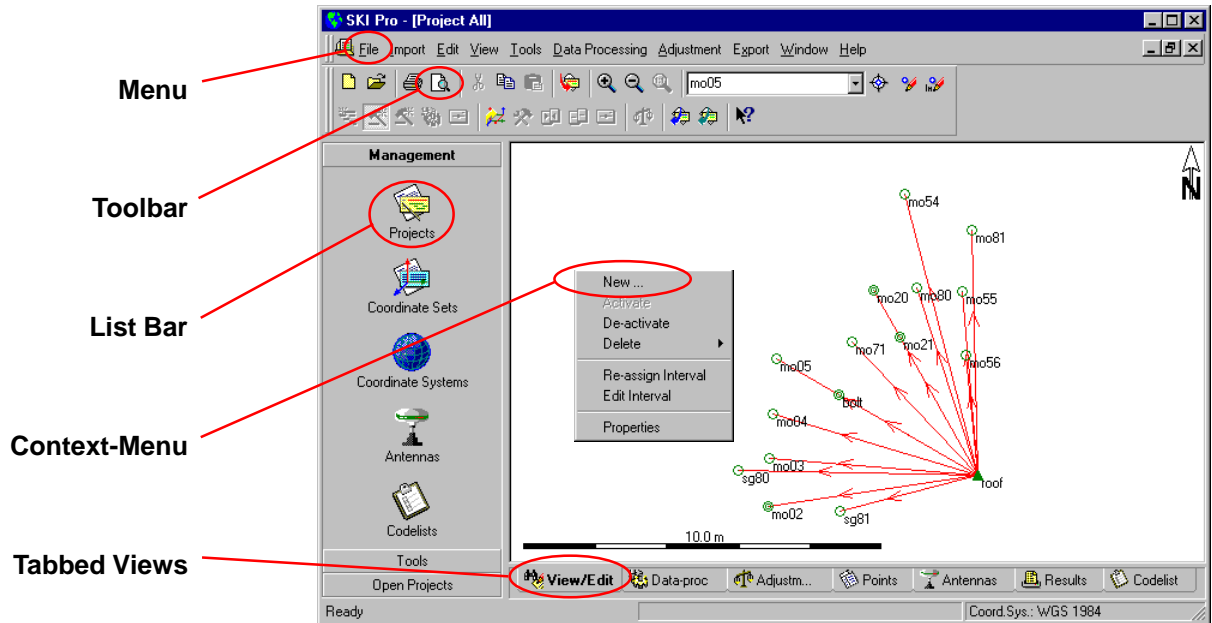 Menu
Toolbar
List Bar
Context-Menu
Tabbed Views
SKI Pro - [Project All]
File Import Edit View Tools Data Processing Adjustment Export Window Help
mo05
Management
Projects
Coordinate Sets
Coordinate Systems
Antennas
Codelists
Tools
Open Projects
New ...
Activate
De-activate
Delete
Re-assign Interval
Edit Interval
Properties
N
mo54
mo81
mo20
mo80
mo55
mo21
mo71
mo56
mo05
bolt
mo04
mo03
sg80
roof
mo02
sg81
10.0 m
View/Edit Data-proc Adjustm... Points Antennas Results Codelist
Ready Coord.Sys.: WGS 1984